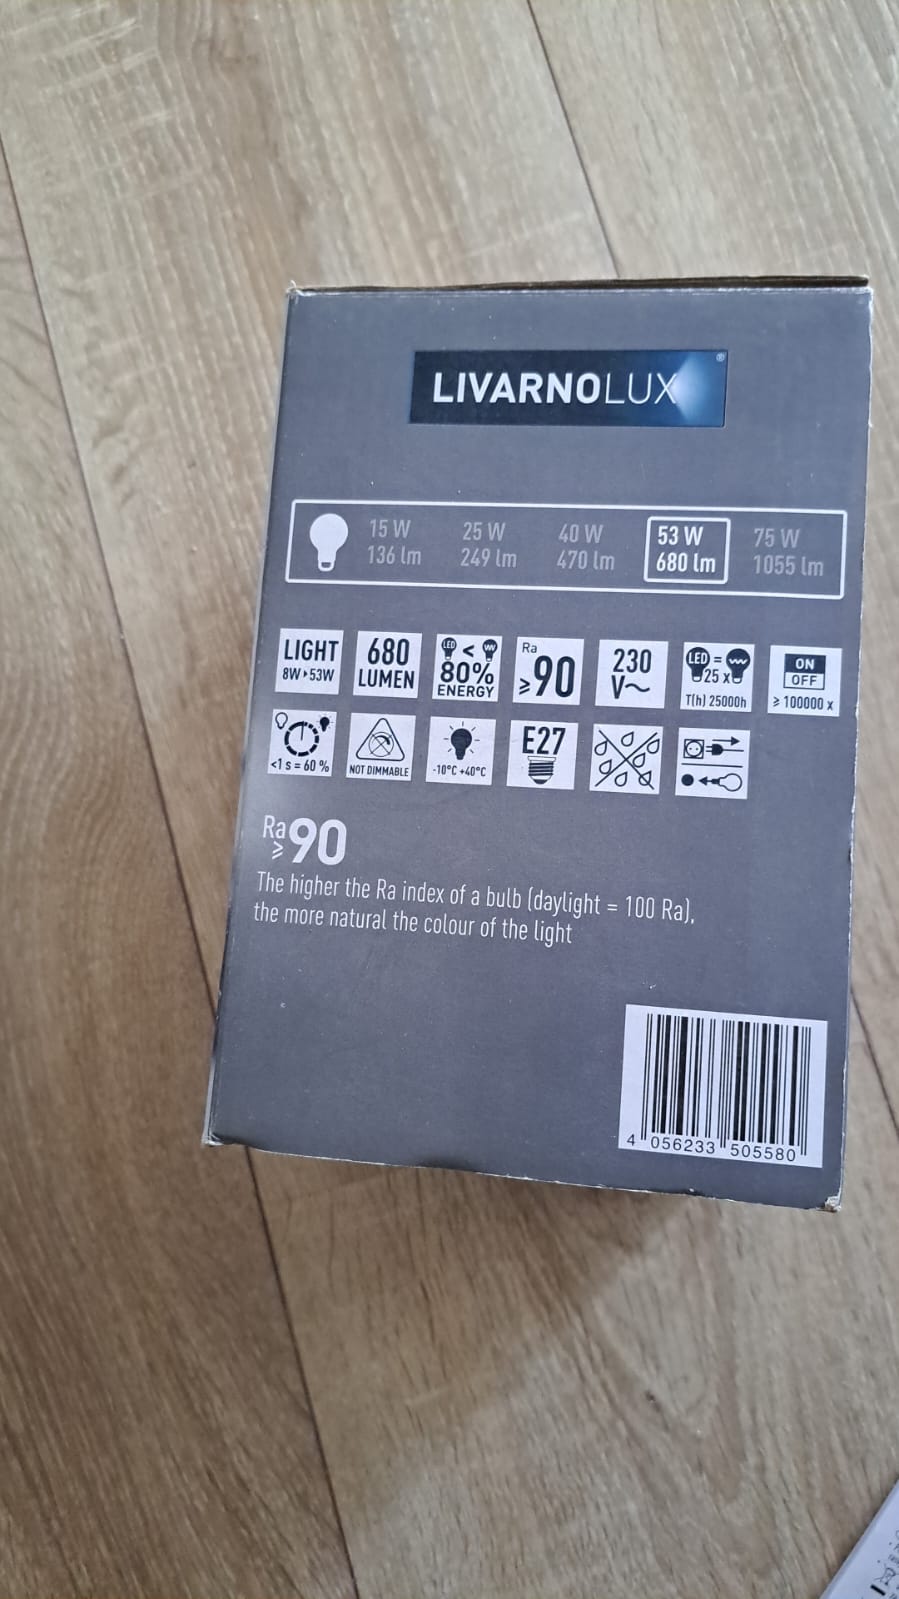 LIVARNOLUX®
15 W 25 W 40 W 53 W 75 W
136 lm 249 lm 470 lm 680 lm 1055 lm
LIGHT
8W▸53W
680
LUMEN
LED <
80%
ENERGY
Ra
≥90
230
V~
LED =
25 x
T(h) 25000h
ON
OFF
≥ 100000 x
<1 s = 60 %
NOT DIMMABLE
-10°C +40°C
E27
Ra
≥90
The higher the Ra index of a bulb (daylight = 100 Ra),
the more natural the colour of the light
4 056233 505580